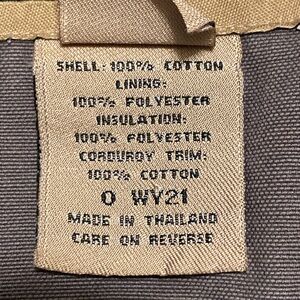 SHELL: 100% COTTON
LINING:
100% POLYESTER
INSULATION:
100% POLYESTER
CORDUROY TRIM:
100% COTTON
O WV21
MADE IN THAILAND
CARE ON REVERSE